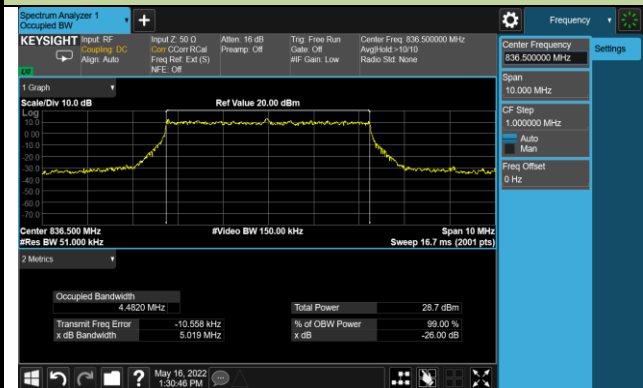 Spectrum Analyzer 1
Occupied BW
+
Frequency
KEYSIGHT
Input: RF
Coupling: DC
Align: Auto
Input Z: 50 Ω
Corr CCorr RCal
Freq Ref: Ext (S)
NFE: Off
Atten: 16 dB
Preamp: Off
Trig: Free Run
Gate: Off
#IF Gain: Low
Center Freq: 836.500000 MHz
Avg|Hold:>10/10
Radio Std: None
Center Frequency
836.500000 MHz
Settings
Span
10.000 MHz
CF Step
1.000000 MHz
Auto
Man
Freq Offset
0 Hz
1 Graph
Scale/Div 10.0 dB
Ref Value 20.00 dBm
Log
10.0
0.00
-10.0
-20.0
-30.0
-40.0
-50.0
-60.0
-70.0
Center 836.500 MHz
#Video BW 150.00 kHz
Span 10 MHz
#Res BW 51.000 kHz
Sweep 16.7 ms (2001 pts)
2 Metrics
Occupied Bandwidth
4.4820 MHz
Total Power
28.7 dBm
Transmit Freq Error
-10.558 kHz
% of OBW Power
99.00 %
x dB Bandwidth
5.019 MHz
x dB
-26.00 dB
?
May 16, 2022
1:30:46 PM